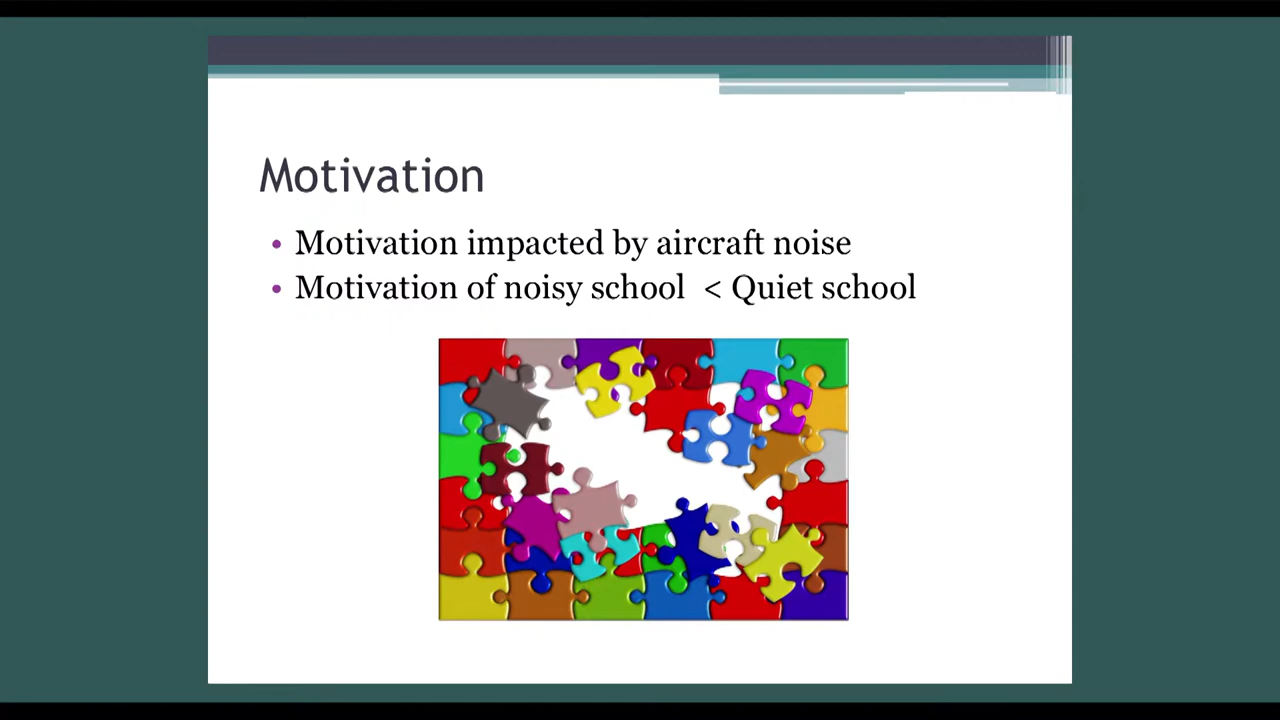 Motivation
• Motivation impacted by aircraft noise
• Motivation of noisy school < Quiet school